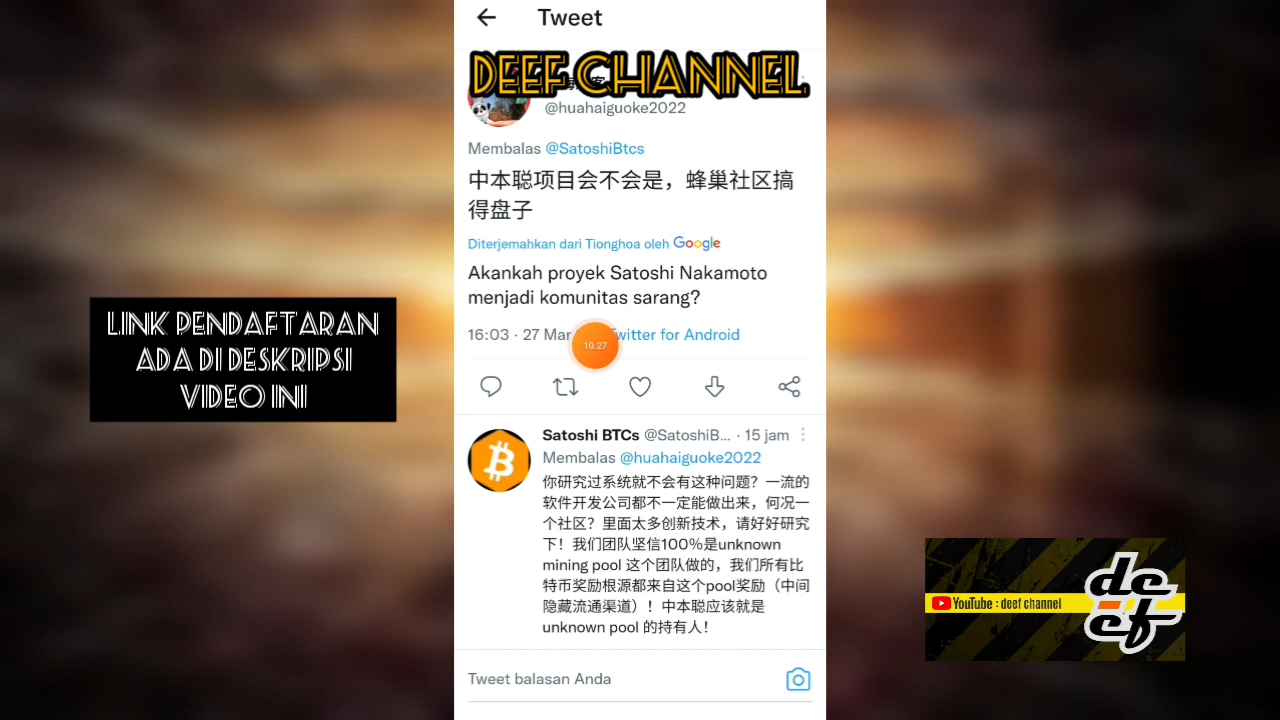 Tweet
DEEF CHANNEL
@huahaiguoke2022
Membalas @SatoshiBtcs
中本聪项目会不会是，蜂巢社区搞
得盘子
Diterjemahkan dari Tionghoa oleh Google
Akankah proyek Satoshi Nakamoto
menjadi komunitas sarang?
16:03 · 27 Mar
10.27
witter for Android
LINK PENDAFTARAN
ADA DI DESKRIPSI
VIDEO INI
Satoshi BTCs @SatoshiB... · 15 jam
Membalas @huahaiguoke2022
你研究过系统就不会有这种问题？一流的
软件开发公司都不一定能做出来，何况一
个社区？里面太多创新技术，请好好研究
下！我们团队坚信100%是unknown
mining pool 这个团队做的，我们所有比
特币奖励根源都来自这个pool奖励（中间
隐藏流通渠道）！中本聪应该就是
unknown pool 的持有人！
Tweet balasan Anda
YouTube : deef channel
de
ef